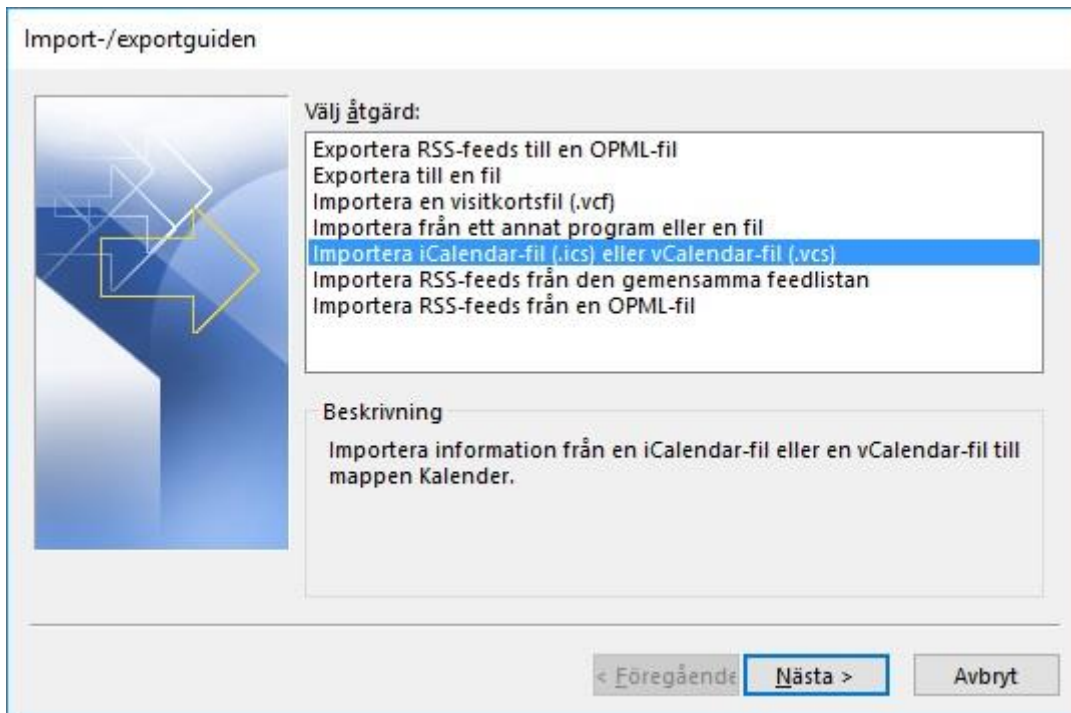 Import-/exportguiden
Välj åtgärd:
Exportera RSS-feeds till en OPML-fil
Exportera till en fil
Importera en visitkortsfil (.vcf)
Importera från ett annat program eller en fil
Importera iCalendar-fil (.ics) eller vCalendar-fil (.vcs)
Importera RSS-feeds från den gemensamma feedlistan
Importera RSS-feeds från en OPML-fil
Beskrivning
Importera information från en iCalendar-fil eller en vCalendar-fil till
mappen Kalender.
< Föregående
Nästa >
Avbryt